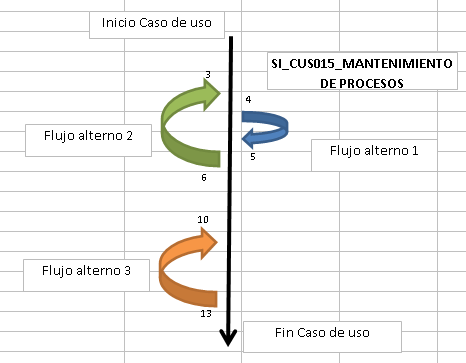 Inicio Caso de uso
SI_CUS015_MANTENIMIENTO
DE PROCESOS
3
4
Flujo alterno 2
Flujo alterno 1
5
6
10
Flujo alterno 3
13
Fin Caso de uso